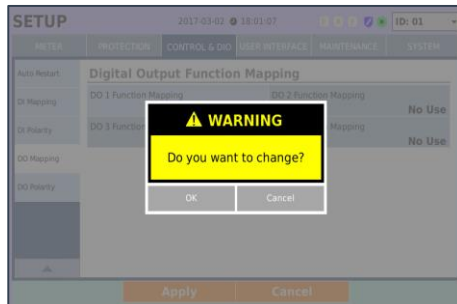 SETUP
2017-03-02 18:01:07
ID: 01
METER
PROTECTION
CONTROL & DIO
USER INTERFACE
MAINTENANCE
SYSTEM
Auto Restart
Digital Output Function Mapping
DI Mapping
DO 1 Function Mapping
DO 2 Function Mapping
No Use
DI Polarity
DO 3 Function
Mapping
No Use
WARNING
Do you want to change?
OK
Cancel
DO Mapping
DO Polarity
Apply
Cancel